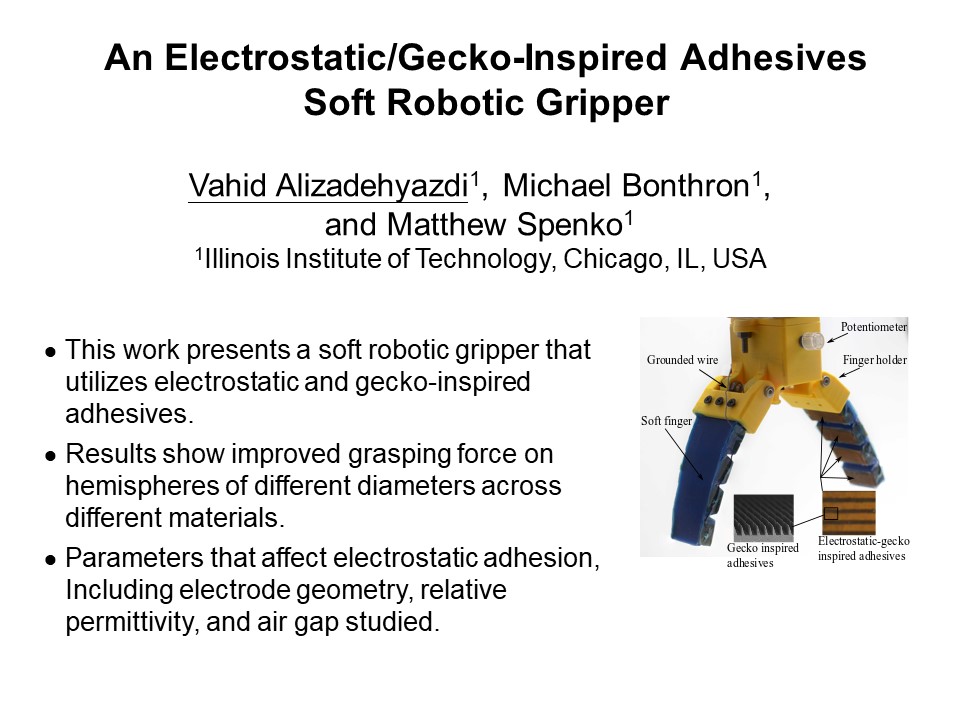 An Electrostatic/Gecko-Inspired Adhesives
Soft Robotic Gripper
Vahid Alizadehyazdi1, Michael Bonthron1,
and Matthew Spenko1
1Illinois Institute of Technology, Chicago, IL, USA
• This work presents a soft robotic gripper that
utilizes electrostatic and gecko-inspired
adhesives.
• Results show improved grasping force on
hemispheres of different diameters across
different materials.
• Parameters that affect electrostatic adhesion,
Including electrode geometry, relative
permittivity, and air gap studied.
Potentiometer
Grounded wire
Finger holder
Soft finger
Gecko inspired
adhesives
Electrostatic-gecko
inspired adhesives